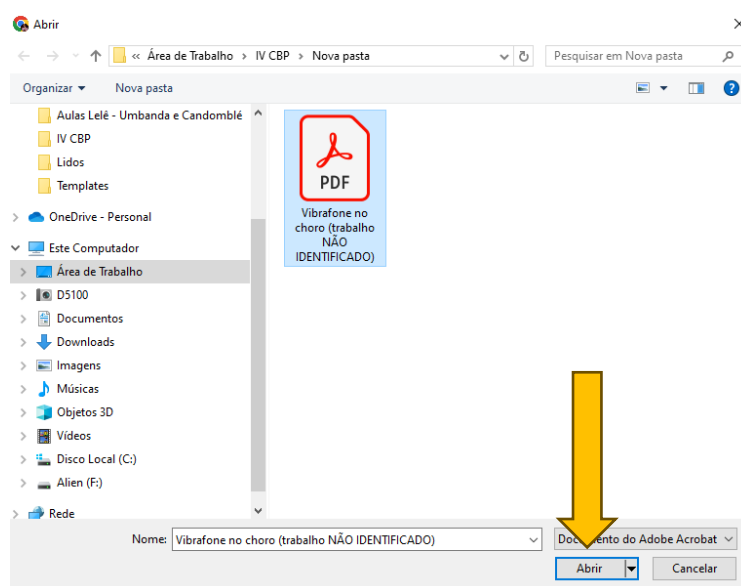 Abrir
« Área de Trabalho > IV CBP > Nova pasta
Pesquisar em Nova pasta
Organizar
Nova pasta
Aulas Lelê - Umbanda e Candomblé
IV CBP
Lidos
Templates
OneDrive - Personal
Este Computador
Área de Trabalho
D5100
Documentos
Downloads
Imagens
Músicas
Objetos 3D
Vídeos
Disco Local (C:)
Alien (F:)
Rede
PDF
Vibrafone no
choro (trabalho
NÃO
IDENTIFICADO)
Nome: Vibrafone no choro (trabalho NÃO IDENTIFICADO)
do Adobe Acrobat
Abrir
Cancelar